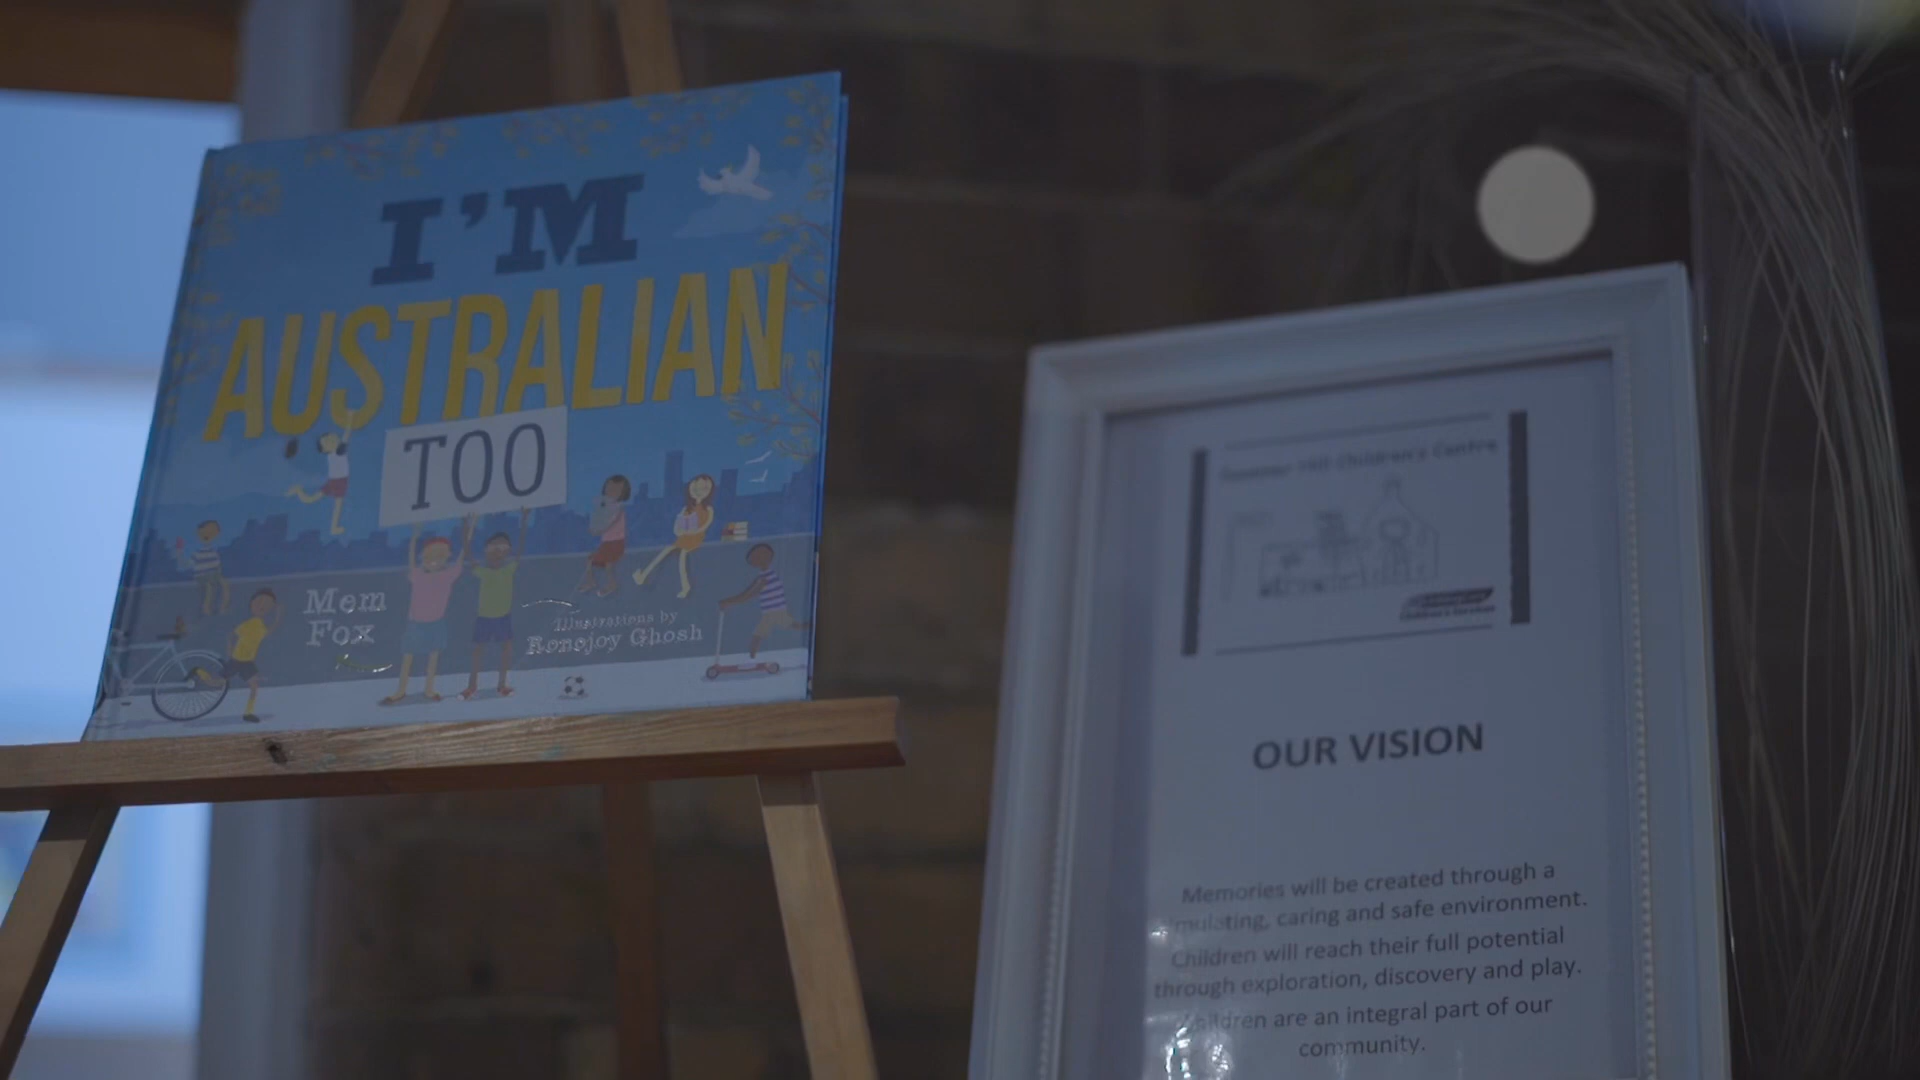 I'M
AUSTRALIAN
TOO
Mem
Fox
Illustrations by
Ronojoy Ghosh
Children's Centre
OUR VISION
Memories will be created through a
caring and safe environment.
Children will reach their full potential
through exploration, discovery and play.
Children are an integral part of our
community.